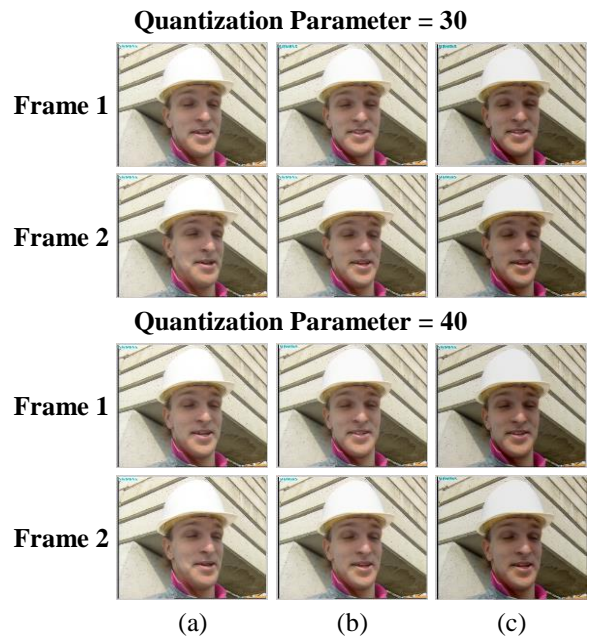 Quantization Parameter = 30
Frame 1
Frame 2
Quantization Parameter = 40
Frame 1
Frame 2
(a) (b) (c)